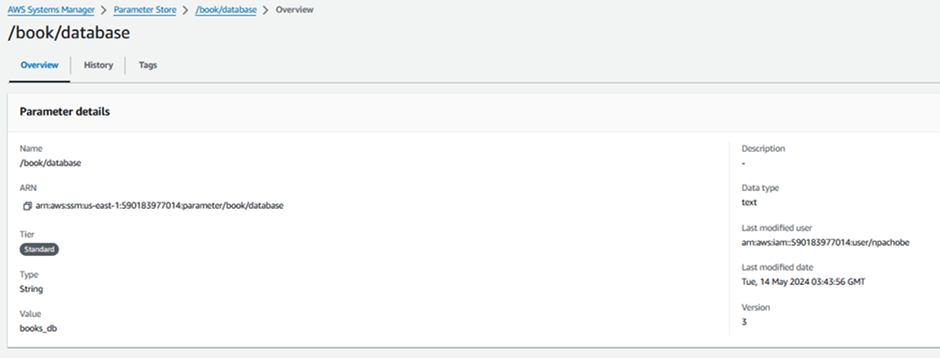 AWS Systems Manager > Parameter Store > /book/database > Overview
/book/database
Overview History Tags
Parameter details
Name
/book/database
ARN
arn:aws:ssm:us-east-1:590183977014:parameter/book/database
Tier
Standard
Type
String
Value
books_db
Description
-
Data type
text
Last modified user
arn:aws:iam::590183977014:user/npachobe
Last modified date
Tue, 14 May 2024 03:43:56 GMT
Version
3